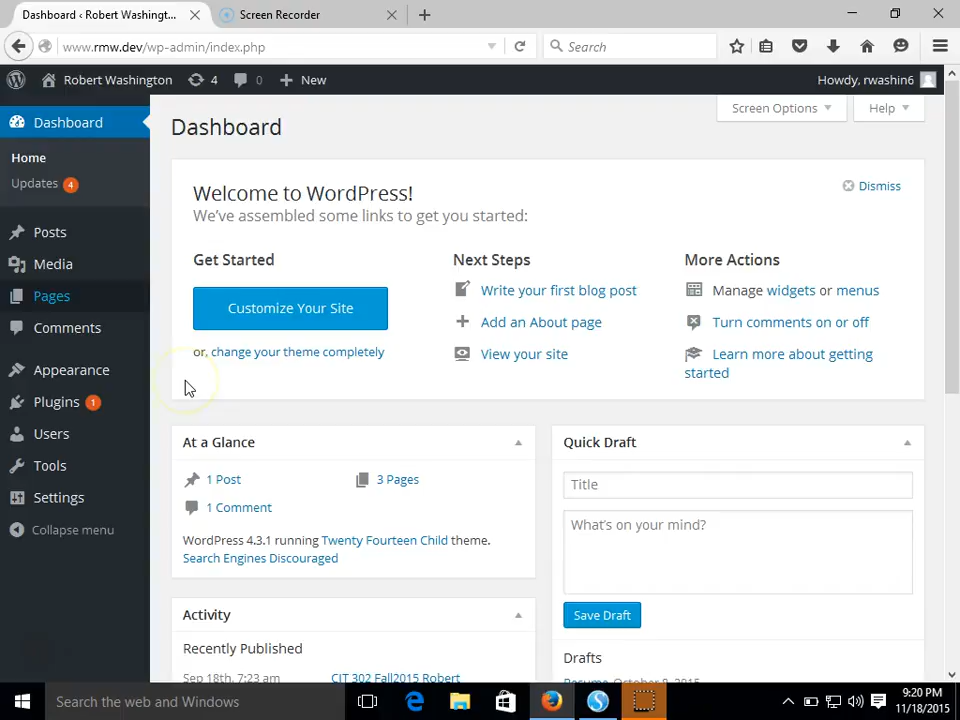 Dashboard ‹ Robert Washingt...
Screen Recorder
www.rmw.dev/wp-admin/index.php
Search
Robert Washington
4
0
New
Howdy, rwashin6
Dashboard
Home
Updates 4
Posts
Media
Pages
Comments
Appearance
Plugins 1
Users
Tools
Settings
Collapse menu
Screen Options
Help
Dashboard
Welcome to WordPress!
Dismiss
We've assembled some links to get you started:
Get Started
Customize Your Site
or, change your theme completely
Next Steps
Write your first blog post
Add an About page
View your site
More Actions
Manage widgets or menus
Turn comments on or off
Learn more about getting
started
At a Glance
1 Post
3 Pages
1 Comment
WordPress 4.3.1 running Twenty Fourteen Child theme.
Search Engines Discouraged
Activity
Recently Published
Sep 18th, 7:23 am
CIT 302 Fall2015 Robert
Quick Draft
Title
What's on your mind?
Save Draft
Drafts
Resume October 8, 2015
Search the web and Windows
9:20 PM
11/18/2015